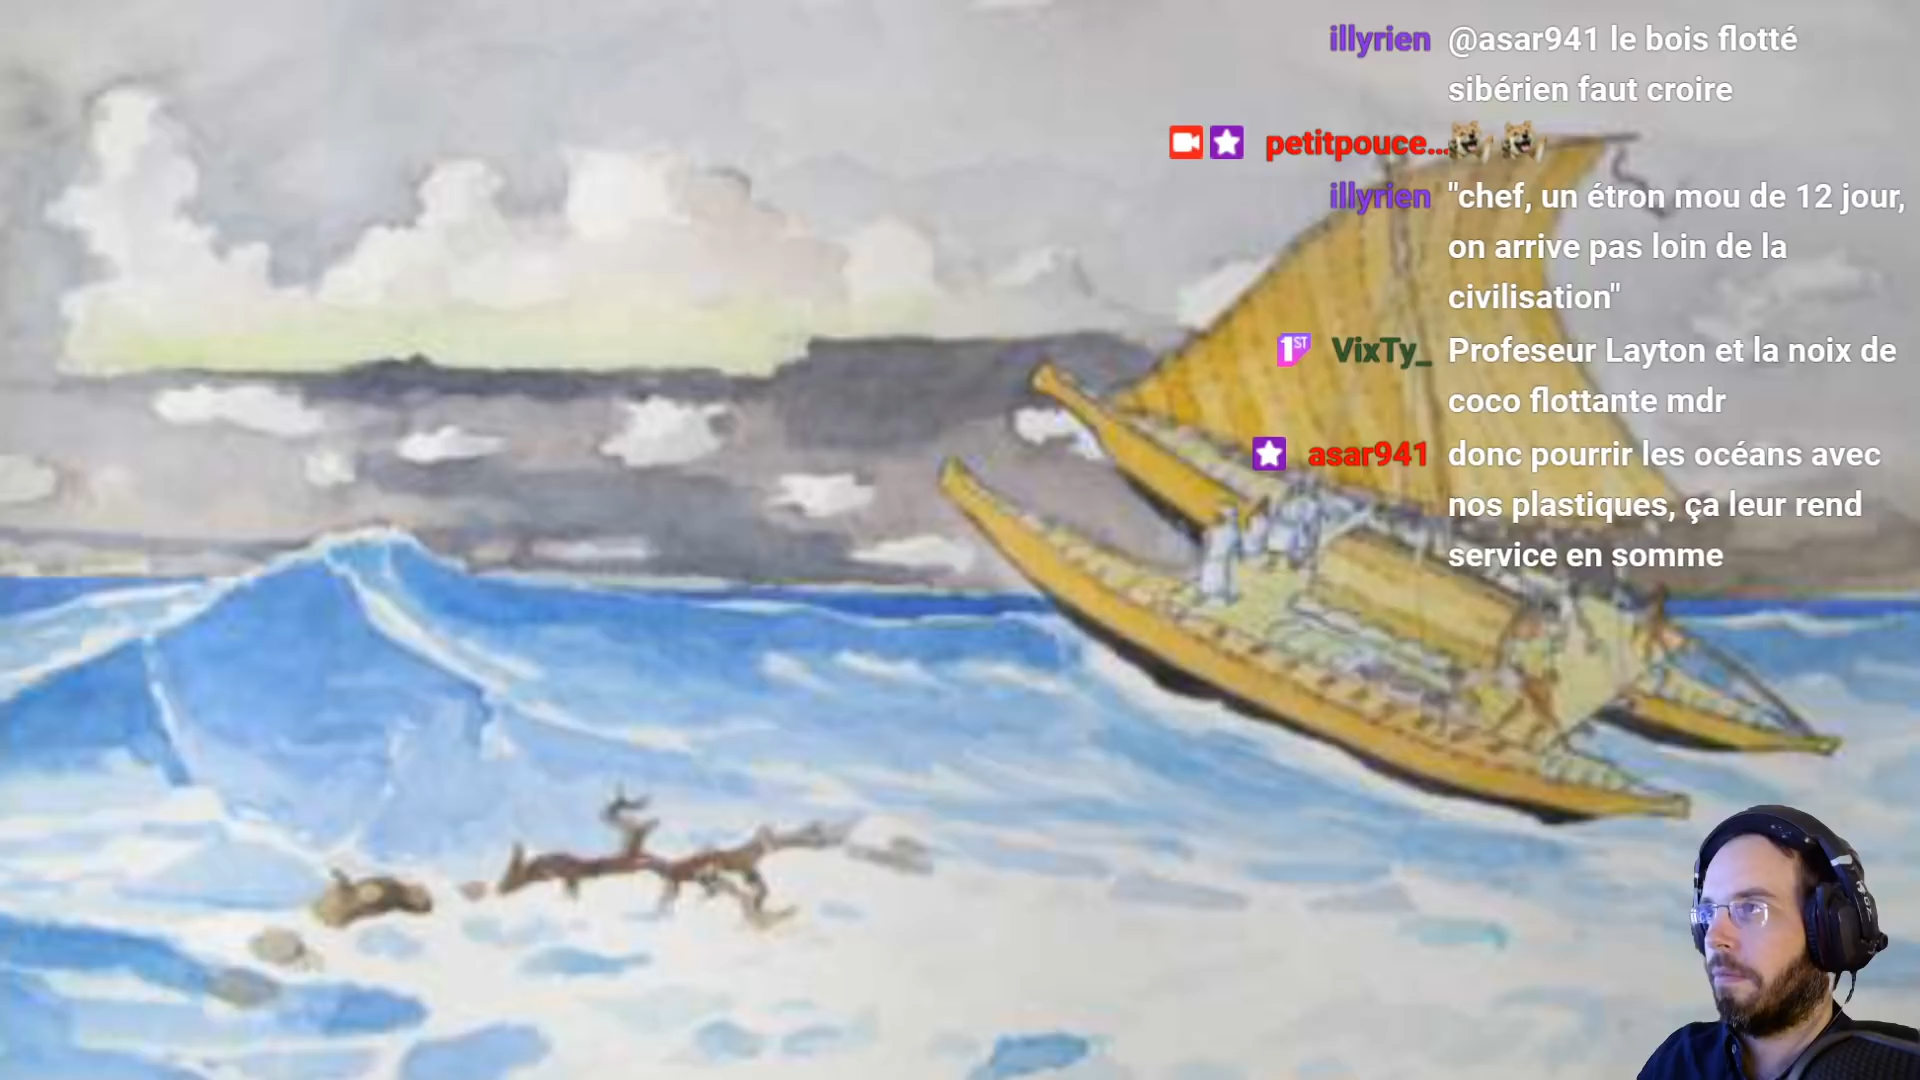 illyrien @asar941 le bois flotté
sibérien faut croire
petitpouce...
illyrien "chef, un étron mou de 12 jour,
on arrive pas loin de la
civilisation"
1ST VixTy_ Profeseur Layton et la noix de
coco flottante mdr
asar941 donc pourrir les océans avec
nos plastiques, ça leur rend
service en somme